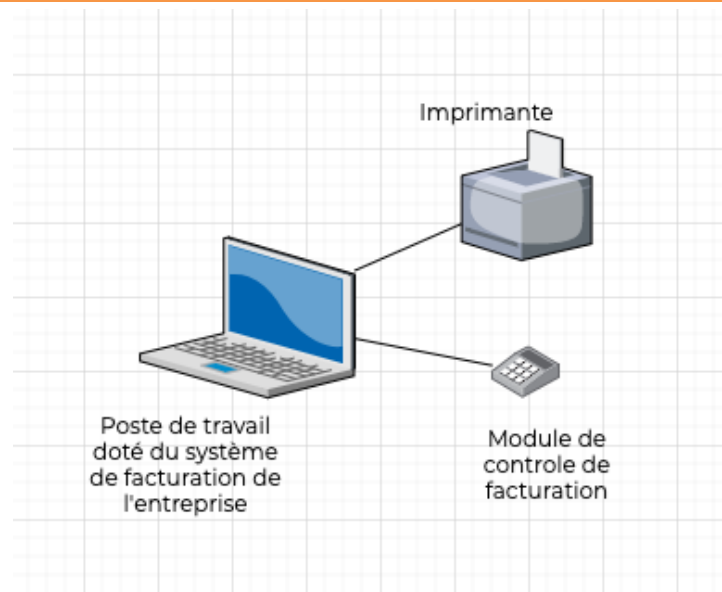 Imprimante
Poste de travail
doté du système
de facturation de
l'entreprise
Module de
controle de
facturation